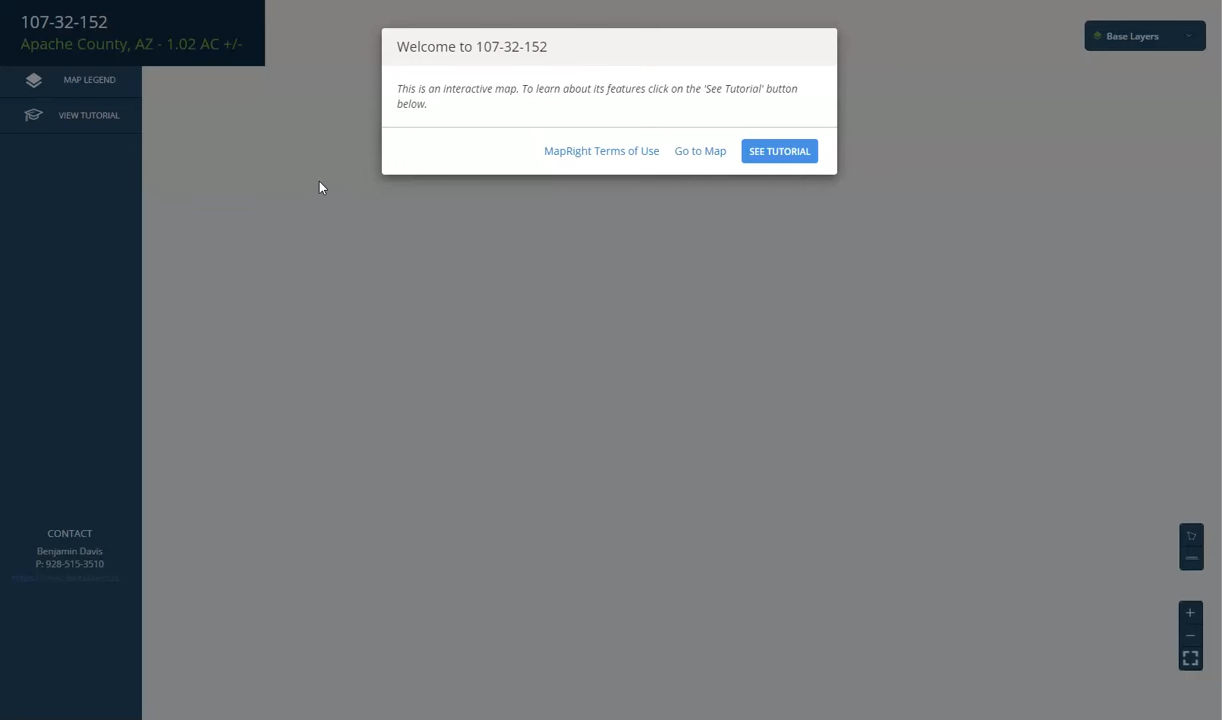 107-32-152
Apache County, AZ - 1.02 AC +/-
MAP LEGEND
VIEW TUTORIAL
Welcome to 107-32-152
This is an interactive map. To learn about its features click on the 'See Tutorial' button
below.
MapRight Terms of Use
Go to Map
SEE TUTORIAL
Base Layers
CONTACT
Benjamin Davis
P: 928-515-3510